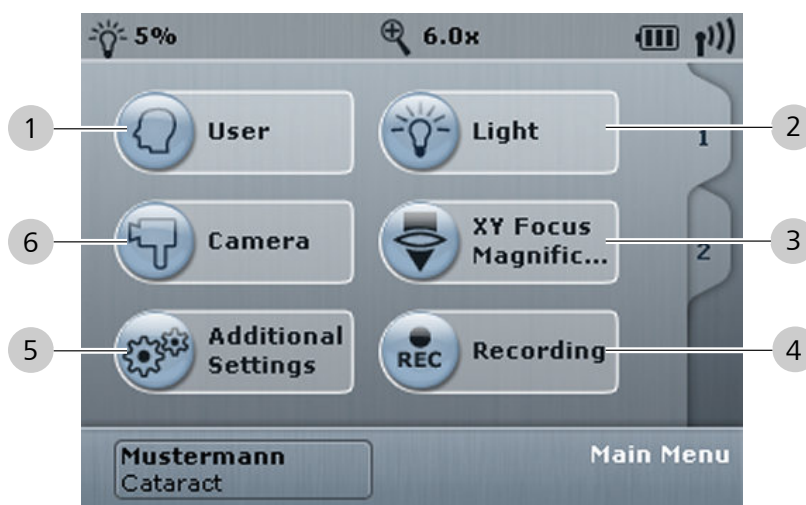 5% 6.0x
1 User Light 2
1
6 Camera XY Focus
Magnific... 3
2
5 Additional
Settings REC Recording 4
Mustermann Main Menu
Cataract